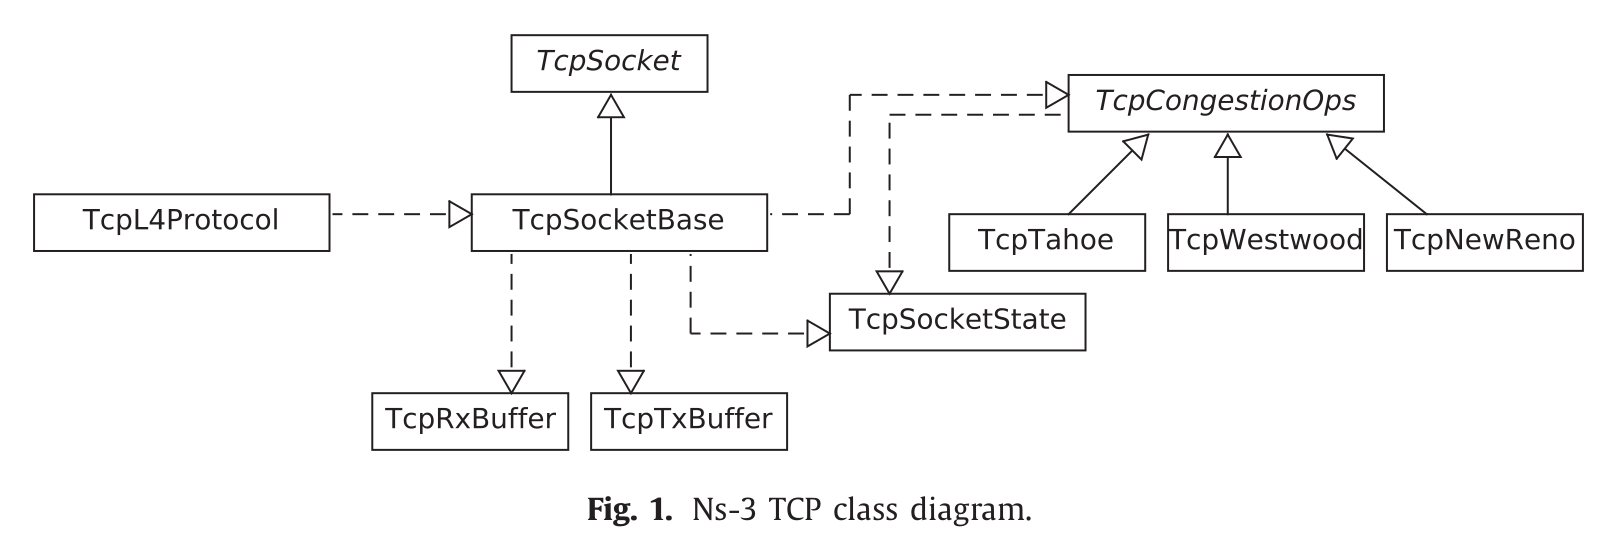 TcpSocket
TcpCongestionOps
TcpL4Protocol
TcpSocketBase
TcpTahoe
TcpWestwood
TcpNewReno
TcpSocketState
TcpRxBuffer
TcpTxBuffer
Fig. 1. Ns-3 TCP class diagram.